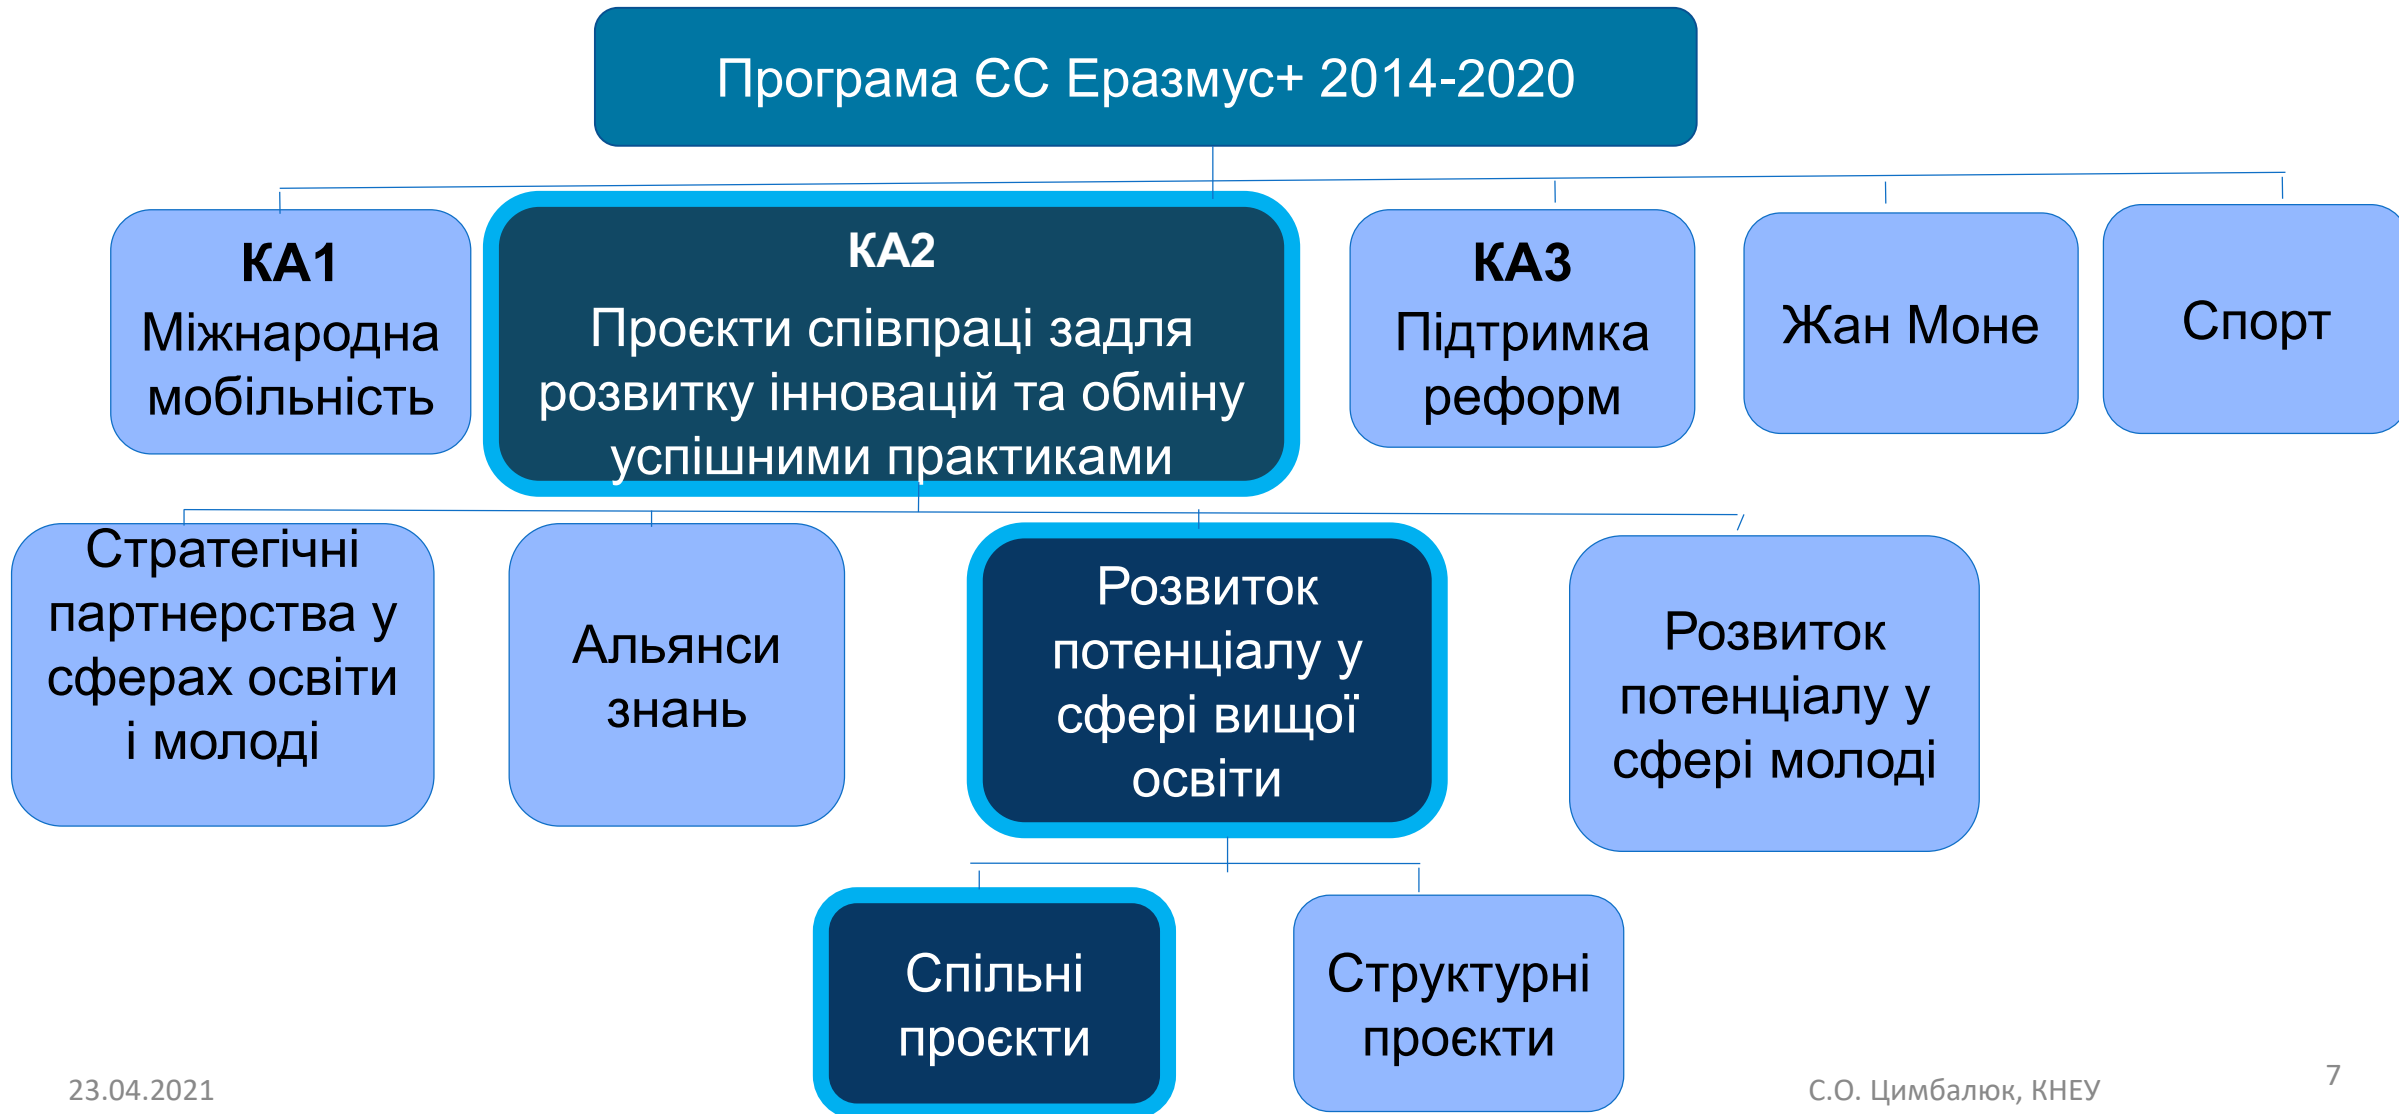 Програма ЄС Еразмус+ 2014-2020
КА1
Міжнародна
мобільність
КА2
Проєкти співпраці задля
розвитку інновацій та обміну
успішними практиками
КА3
Підтримка
реформ
Жан Моне
Спорт
Стратегічні
партнерства у
сферах освіти
і молоді
Альянси
знань
Розвиток
потенціалу у
сфері вищої
освіти
Розвиток
потенціалу у
сфері молоді
Спільні
проєкти
Структурні
проєкти
23.04.2021
С.О. Цимбалюк, КНЕУ
7